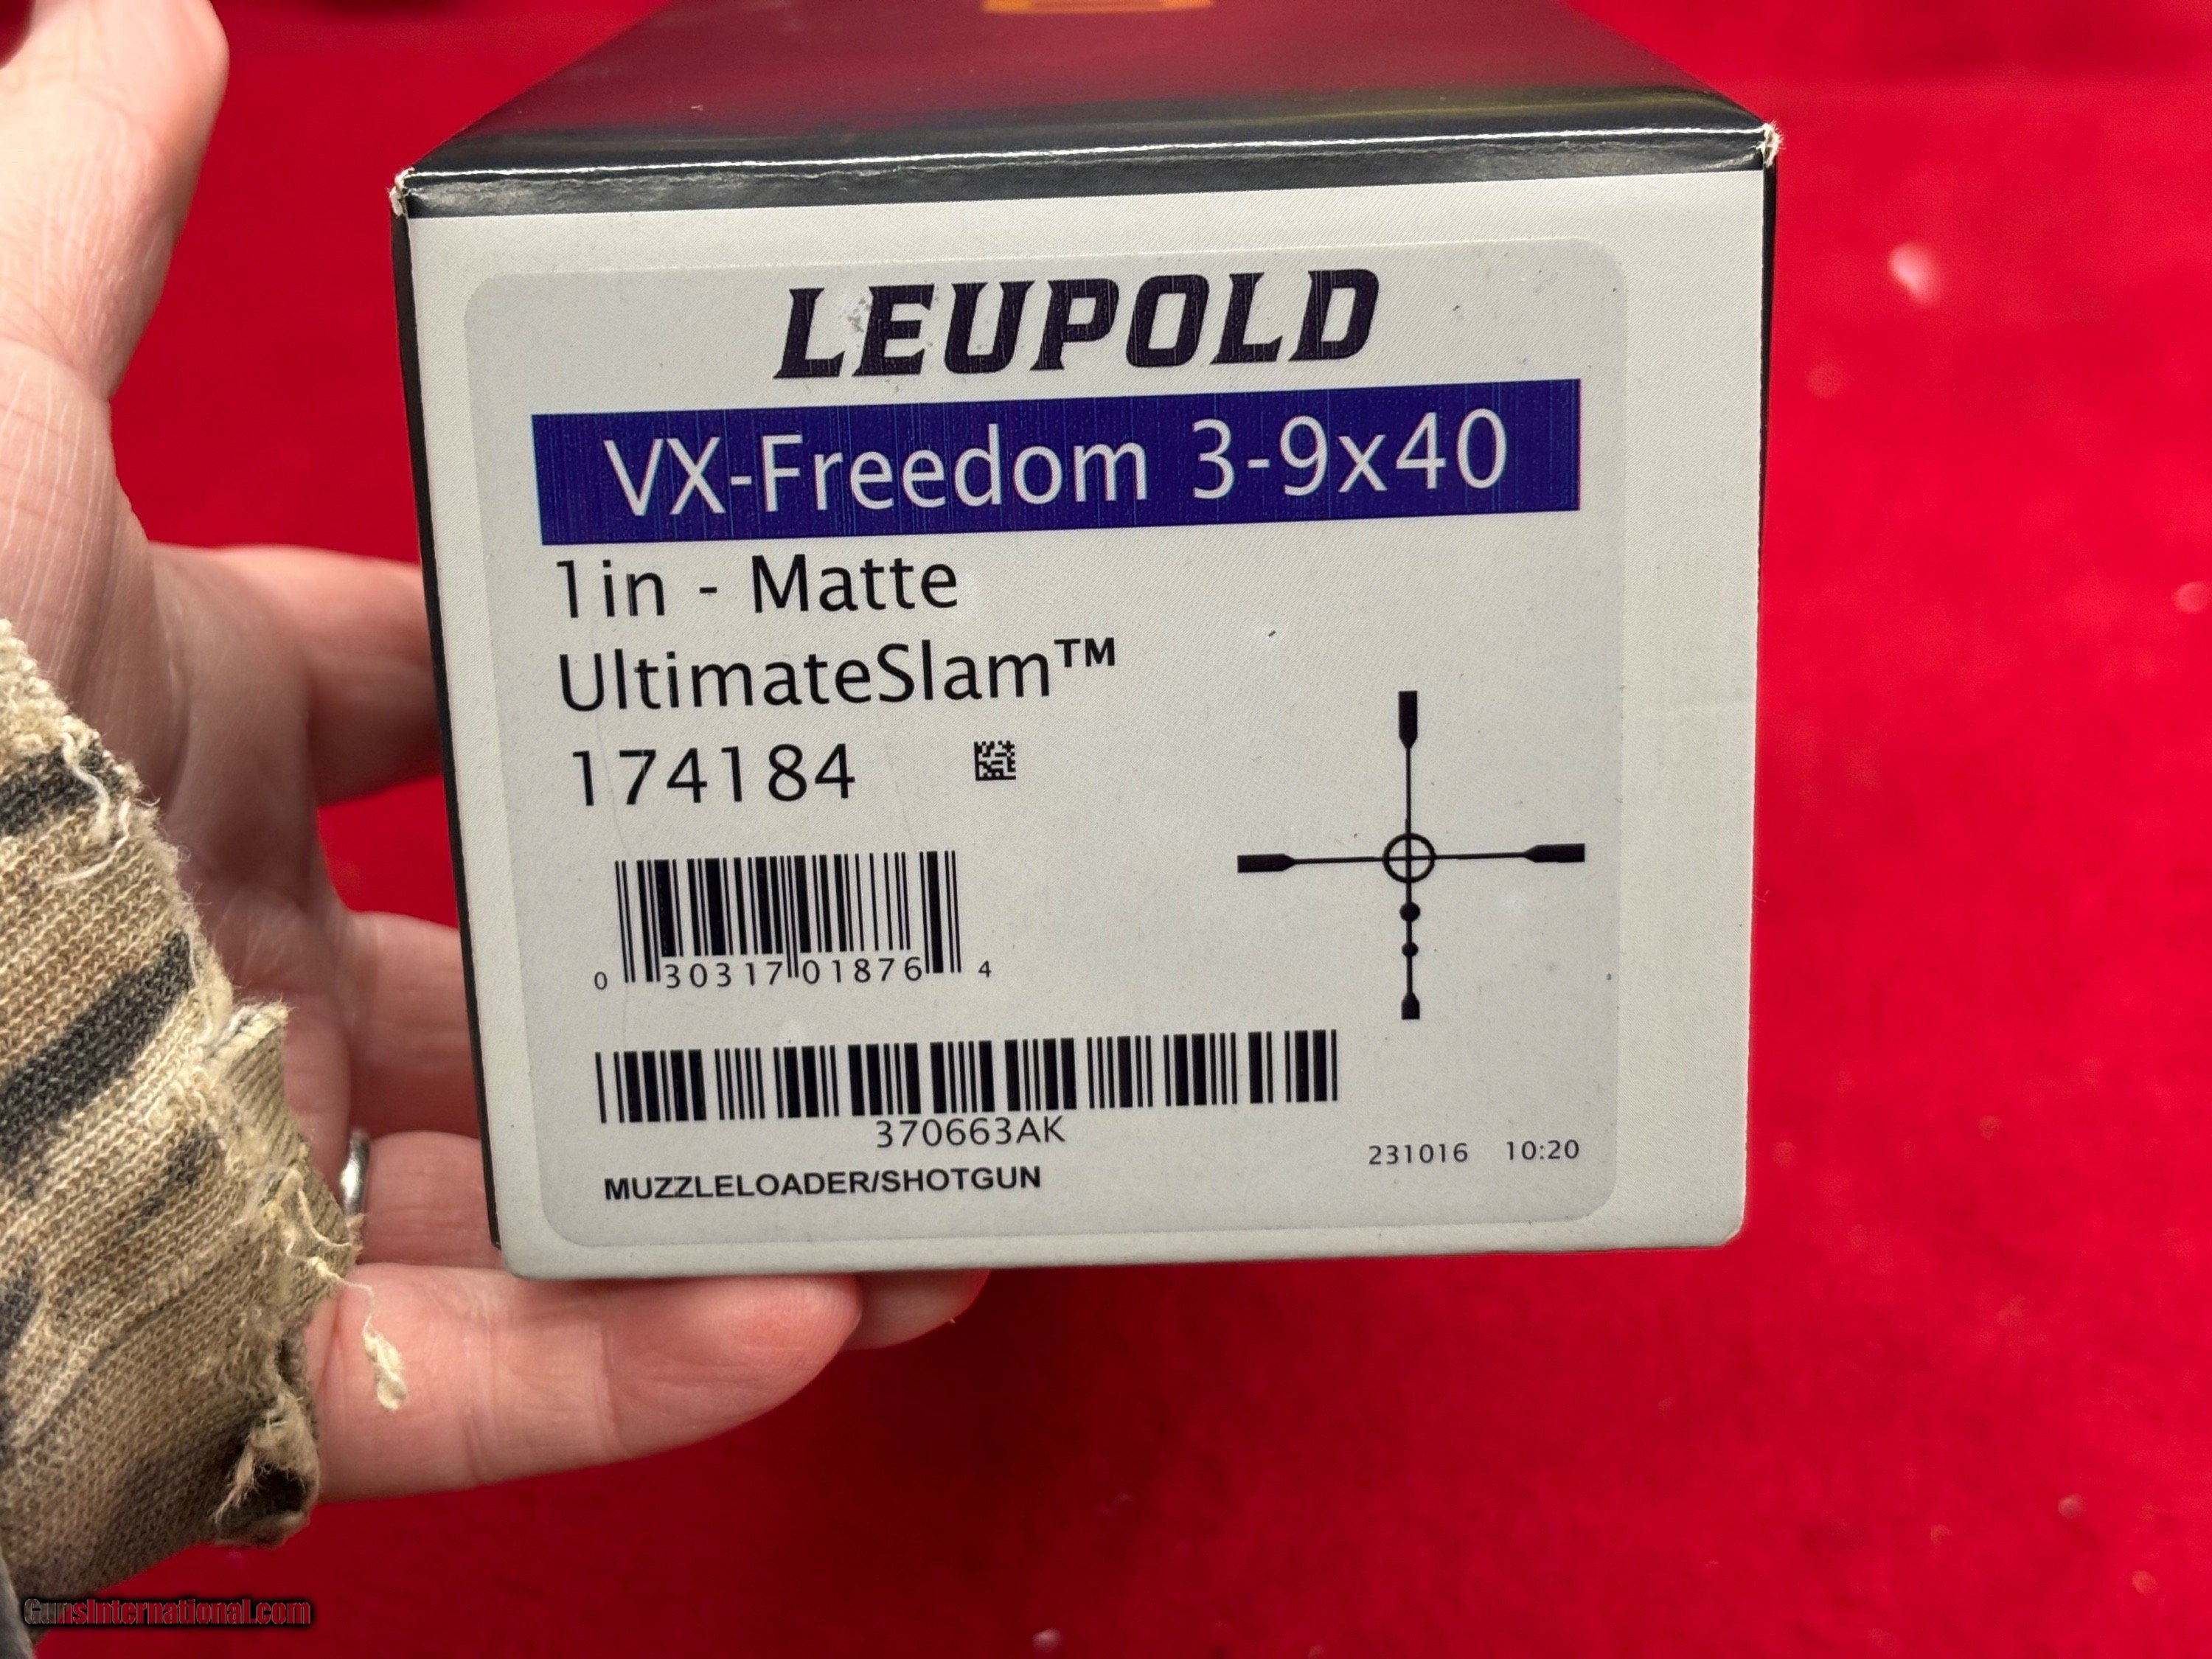 LEUPOLD
VX-Freedom 3-9x40
1in - Matte
UltimateSlam™
174184
0 30317 01876 4
370663AK
231016 10:20
MUZZLELOADER/SHOTGUN
GunsInternational.com